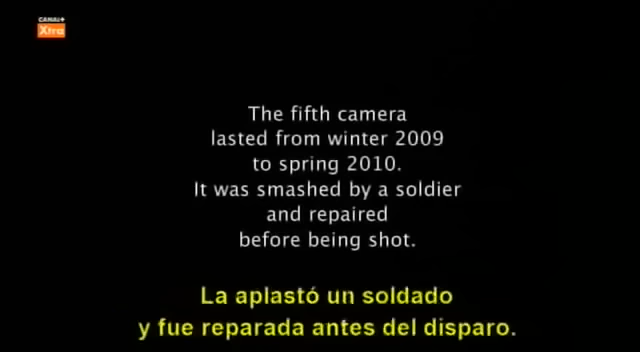 CANAL+
Xtra
The fifth camera
lasted from winter 2009
to spring 2010.
It was smashed by a soldier
and repaired
before being shot.
La aplastó un soldado
y fue reparada antes del disparo.